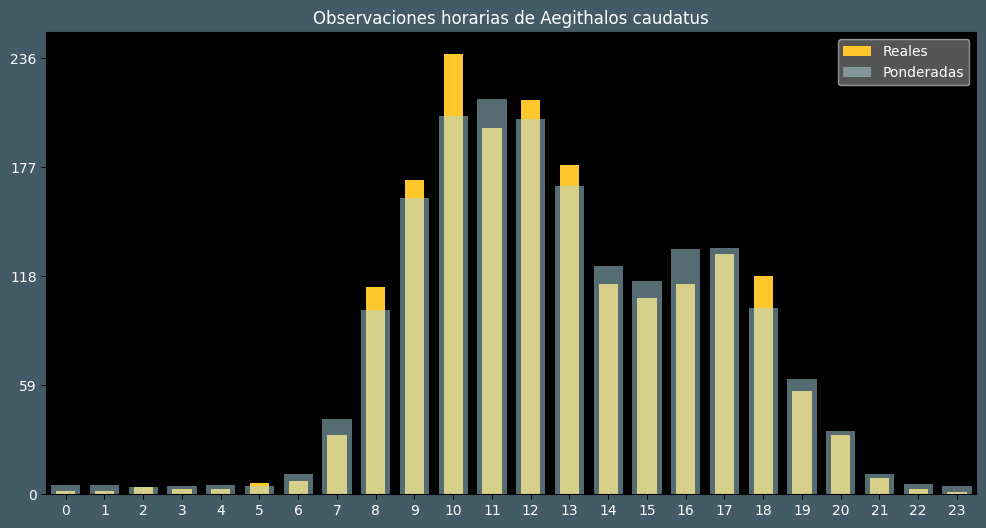 Observaciones horarias de Aegithalos caudatus
Reales
Ponderadas
236
177
118
59
0
0 1 2 3 4 5 6 7 8 9 10 11 12 13 14 15 16 17 18 19 20 21 22 23